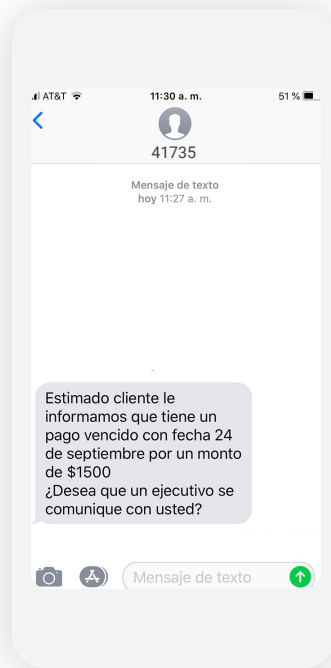 AT&T 11:30 a. m. 51 %
41735
Mensaje de texto
hoy 11:27 a. m.
Estimado cliente le
informamos que tiene un
pago vencido con fecha 24
de septiembre por un monto
de $1500
¿Desea que un ejecutivo se
comunique con usted?
Mensaje de texto